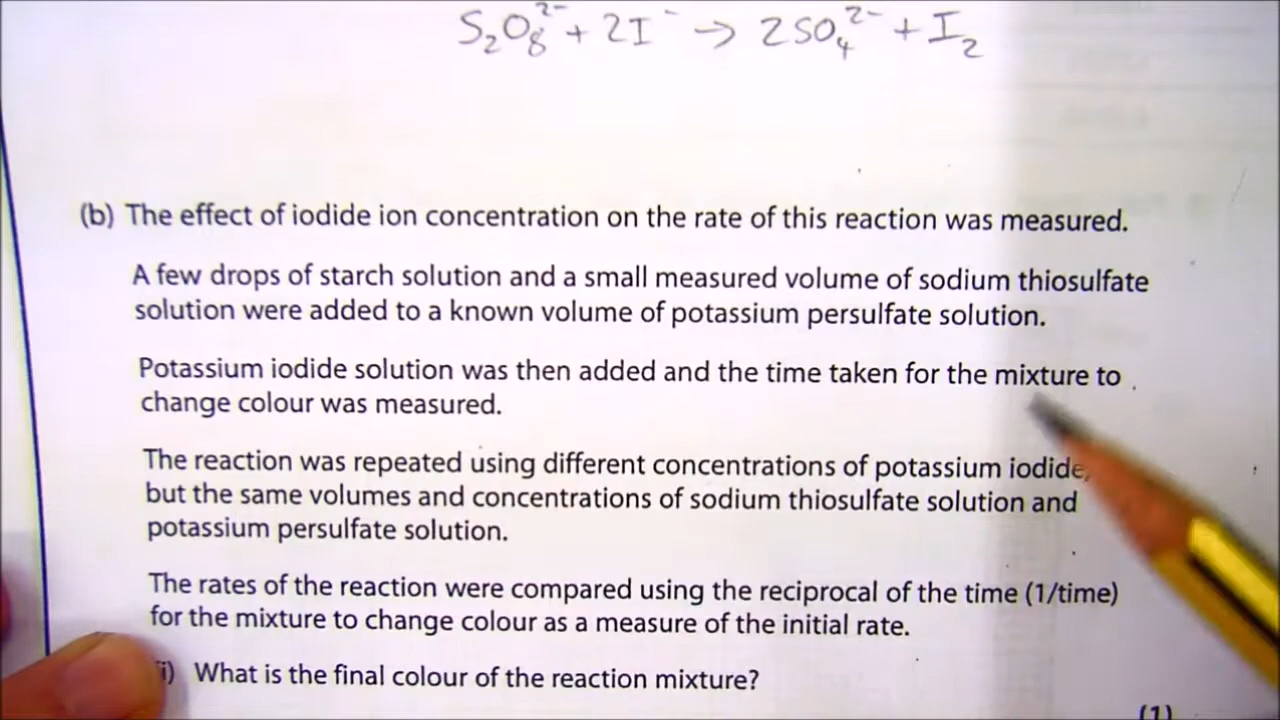 S₂O₈²⁻ + 2I⁻ → 2SO₄²⁻ + I₂
(b) The effect of iodide ion concentration on the rate of this reaction was measured.
A few drops of starch solution and a small measured volume of sodium thiosulfate
solution were added to a known volume of potassium persulfate solution.
Potassium iodide solution was then added and the time taken for the mixture to
change colour was measured.
The reaction was repeated using different concentrations of potassium iodide,
but the same volumes and concentrations of sodium thiosulfate solution and
potassium persulfate solution.
The rates of the reaction were compared using the reciprocal of the time (1/time)
for the mixture to change colour as a measure of the initial rate.
i) What is the final colour of the reaction mixture?
(1)